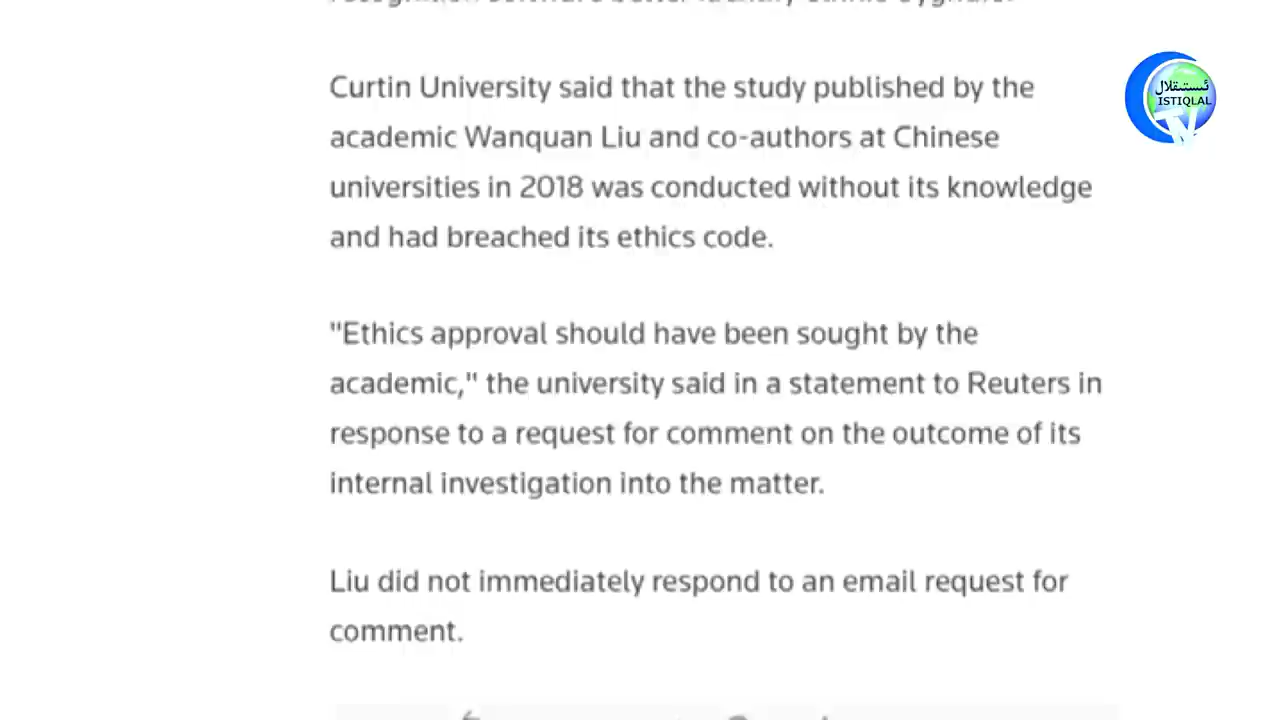 Curtin University said that the study published by the
academic Wanquan Liu and co-authors at Chinese
universities in 2018 was conducted without its knowledge
and had breached its ethics code.
"Ethics approval should have been sought by the
academic," the university said in a statement to Reuters in
response to a request for comment on the outcome of its
internal investigation into the matter.
Liu did not immediately respond to an email request for
comment.
ئىستىقلال
ISTIQLAL
TV